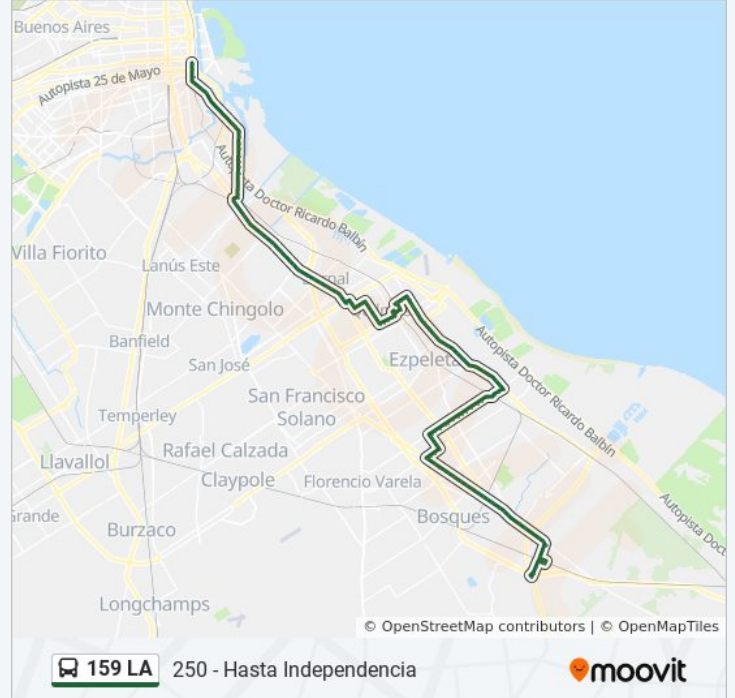 Buenos Aires
Autopista 25 de Mayo
Autopista Doctor Ricardo Balbín
Villa Fiorito
Lanús Este
Monte Chingolo
Banfield
San José
Ezpeleta
Autopista Doctor Ricardo Balbín
San Francisco
Solano
Temperley
Rafael Calzada
Llavallol
Claypole
Florencio Varela
Autopista Doc
Grande
Bosques
Burzaco
Longchamps
© OpenStreetMap contributors | © OpenMapTiles
159 LA
250 - Hasta Independencia
moovit